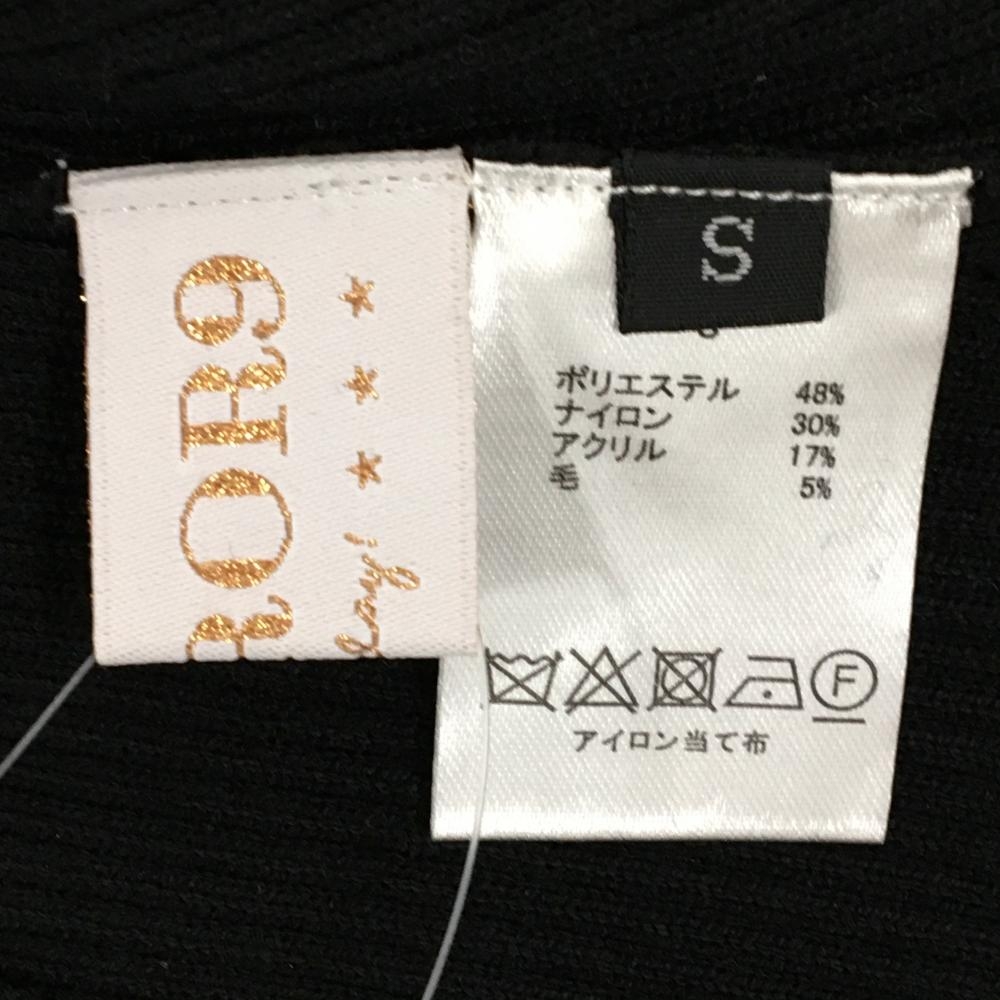 ROR9
S
ポリエステル 48%
ナイロン 30%
アクリル 17%
毛 5%
F
アイロン当て布